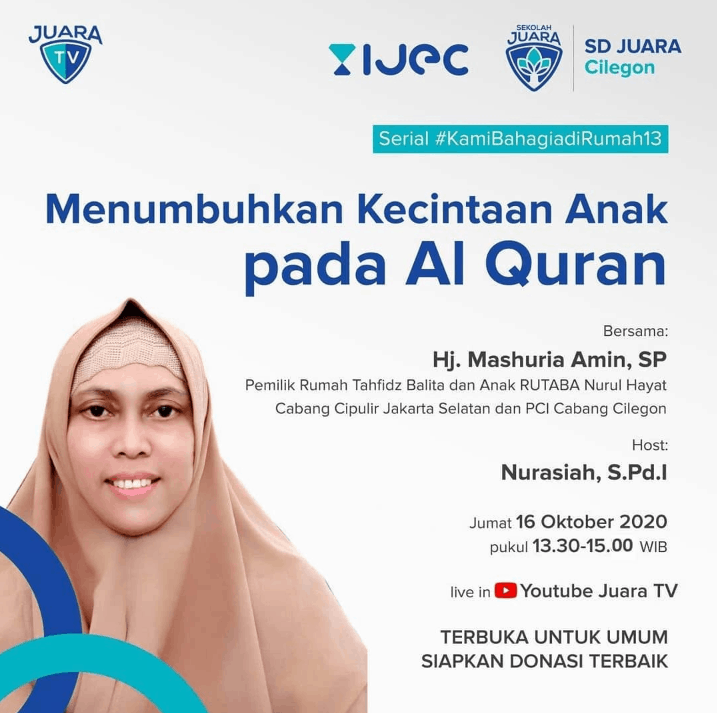 JUARA
TV
IJEC
SEKOLAH
JUARA
SD JUARA
Cilegon
Serial #KamiBahagiadiRumah13
Menumbuhkan Kecintaan Anak
pada Al Quran
Bersama:
Hj. Mashuria Amin, SP
Pemilik Rumah Tahfidz Balita dan Anak RUTABA Nurul Hayat
Cabang Cipulir Jakarta Selatan dan PCI Cabang Cilegon
Host:
Nurasiah, S.Pd.I
Jumat 16 Oktober 2020
pukul 13.30-15.00 WIB
live in Youtube Juara TV
TERBUKA UNTUK UMUM
SIAPKAN DONASI TERBAIK